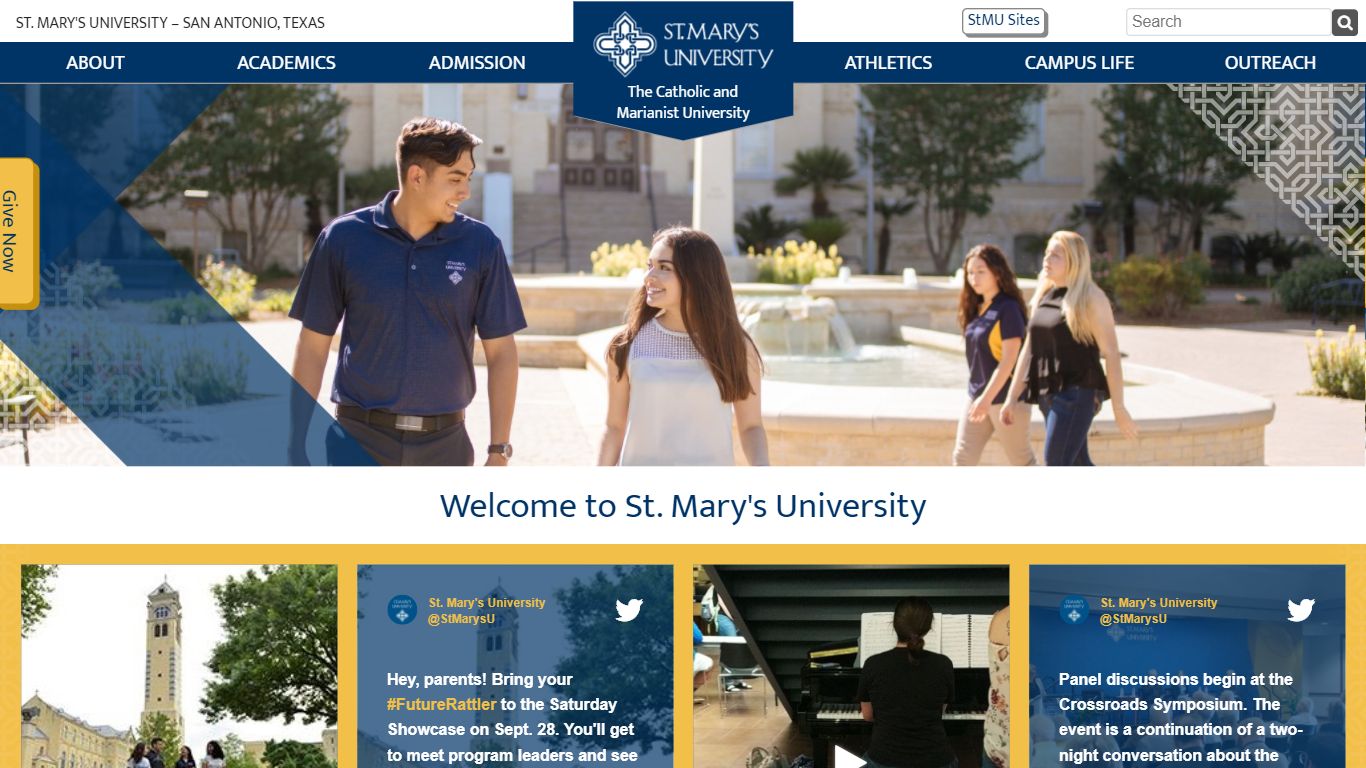 ST. MARY'S UNIVERSITY – SAN ANTONIO, TEXAS
StMU Sites
Search
ABOUT
ACADEMICS
ADMISSION
ST. MARY'S
UNIVERSITY
The Catholic and
Marianist University
ATHLETICS
CAMPUS LIFE
OUTREACH
Give Now
ST. MARY'S
UNIVERSITY
Welcome to St. Mary's University
St. Mary's University
@StMarysU
Hey, parents! Bring your
#FutureRattler to the Saturday
Showcase on Sept. 28. You'll get
to meet program leaders and see
St. Mary's University
@StMarysU
Panel discussions begin at the
Crossroads Symposium. The
event is a continuation of a two-
night conversation about the